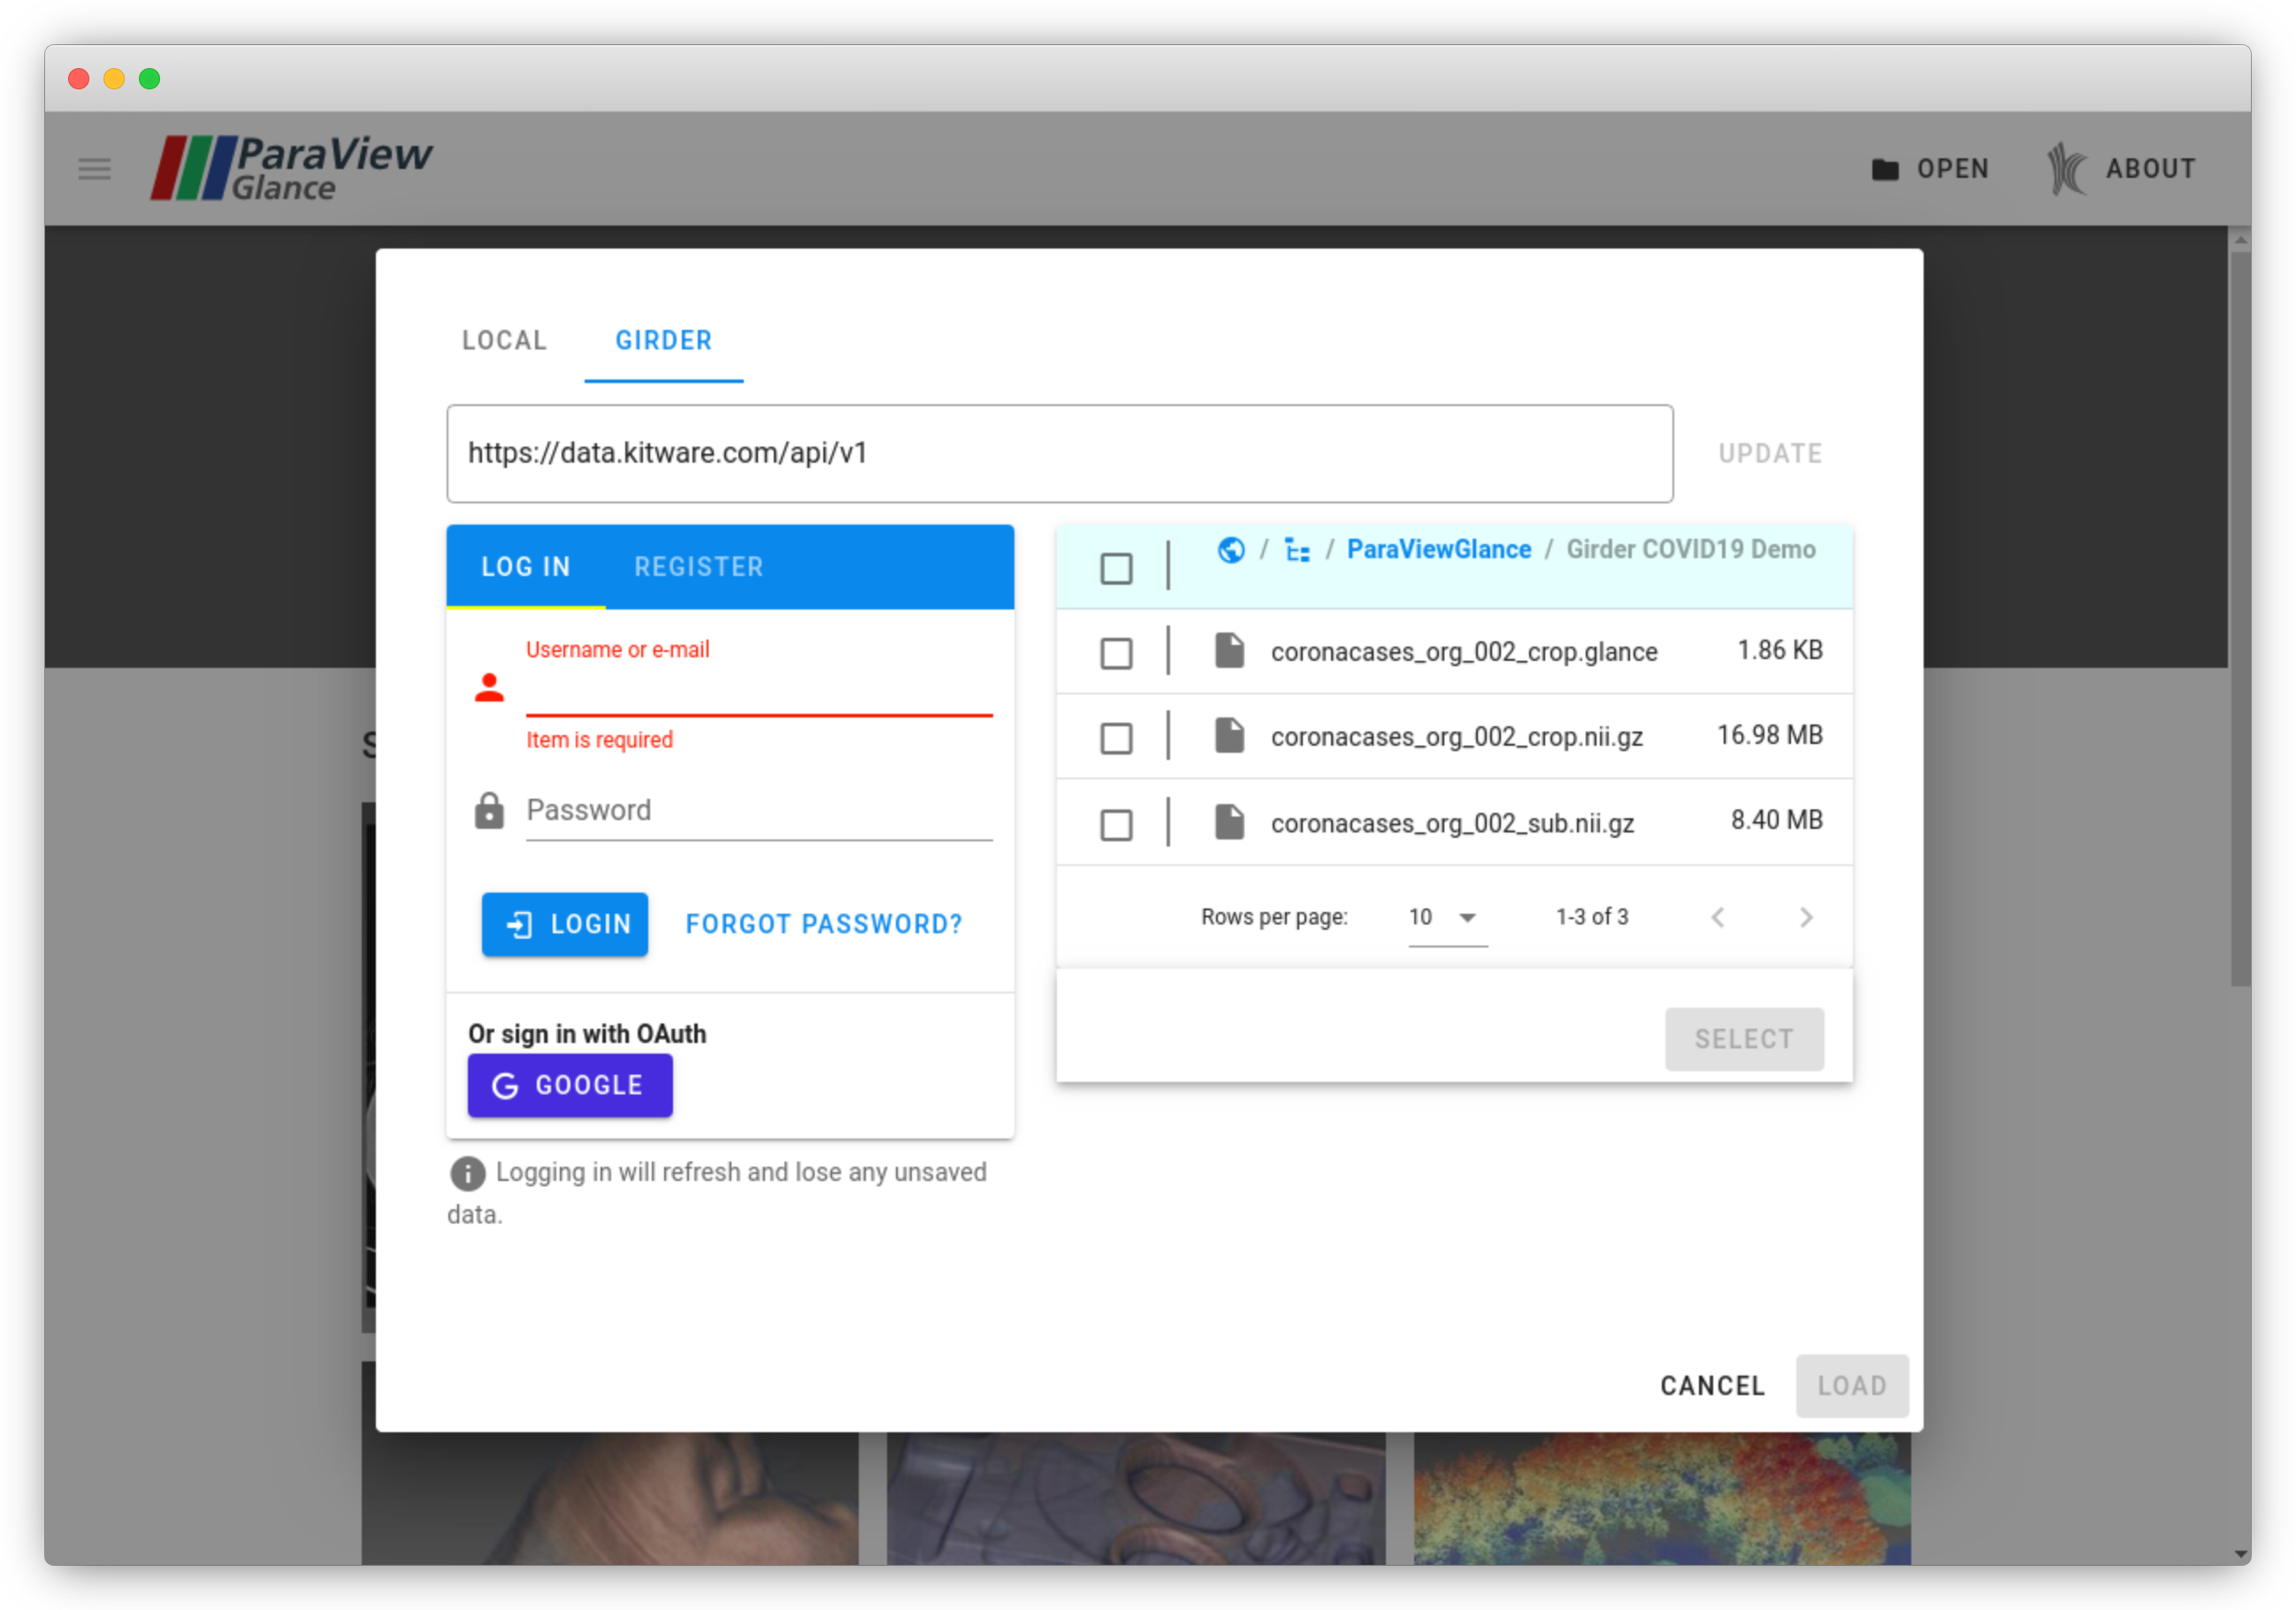 ParaView
Glance
OPEN
ABOUT
LOCAL
GIRDER
https://data.kitware.com/api/v1
UPDATE
LOG IN
REGISTER
Username or e-mail
Item is required
Password
LOGIN
FORGOT PASSWORD?
Or sign in with OAuth
GOOGLE
Logging in will refresh and lose any unsaved
data.
/ / ParaViewGlance / Girder COVID19 Demo
coronacases_org_002_crop.glance 1.86 KB
coronacases_org_002_crop.nii.gz 16.98 MB
coronacases_org_002_sub.nii.gz 8.40 MB
Rows per page: 10 1-3 of 3
SELECT
CANCEL
LOAD